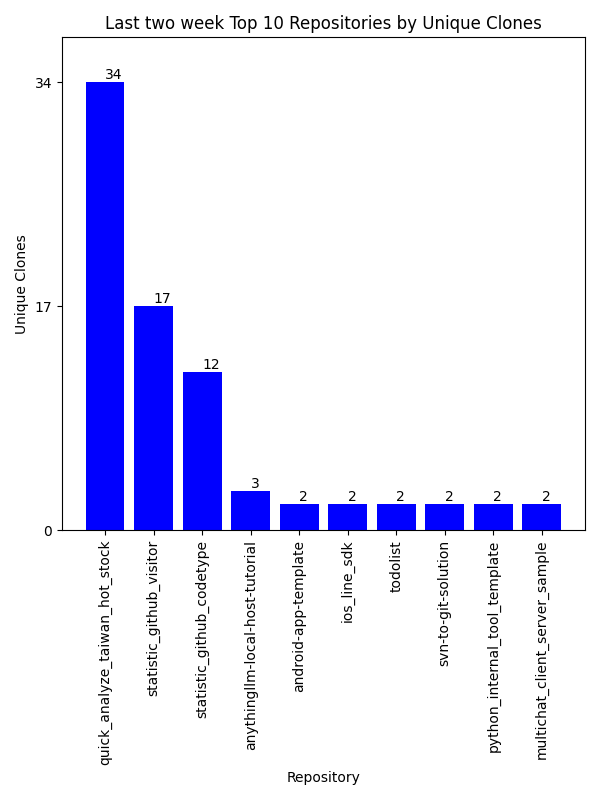 Last two week Top 10 Repositories by Unique Clones
Unique Clones
34
17
0
34
17
12
3
2
2
2
2
2
2
quick_analyze_taiwan_hot_stock
statistic_github_visitor
statistic_github_codetype
anythingllm-local-host-tutorial
android-app-template
ios_line_sdk
todolist
svn-to-git-solution
python_internal_tool_template
multichat_client_server_sample
Repository